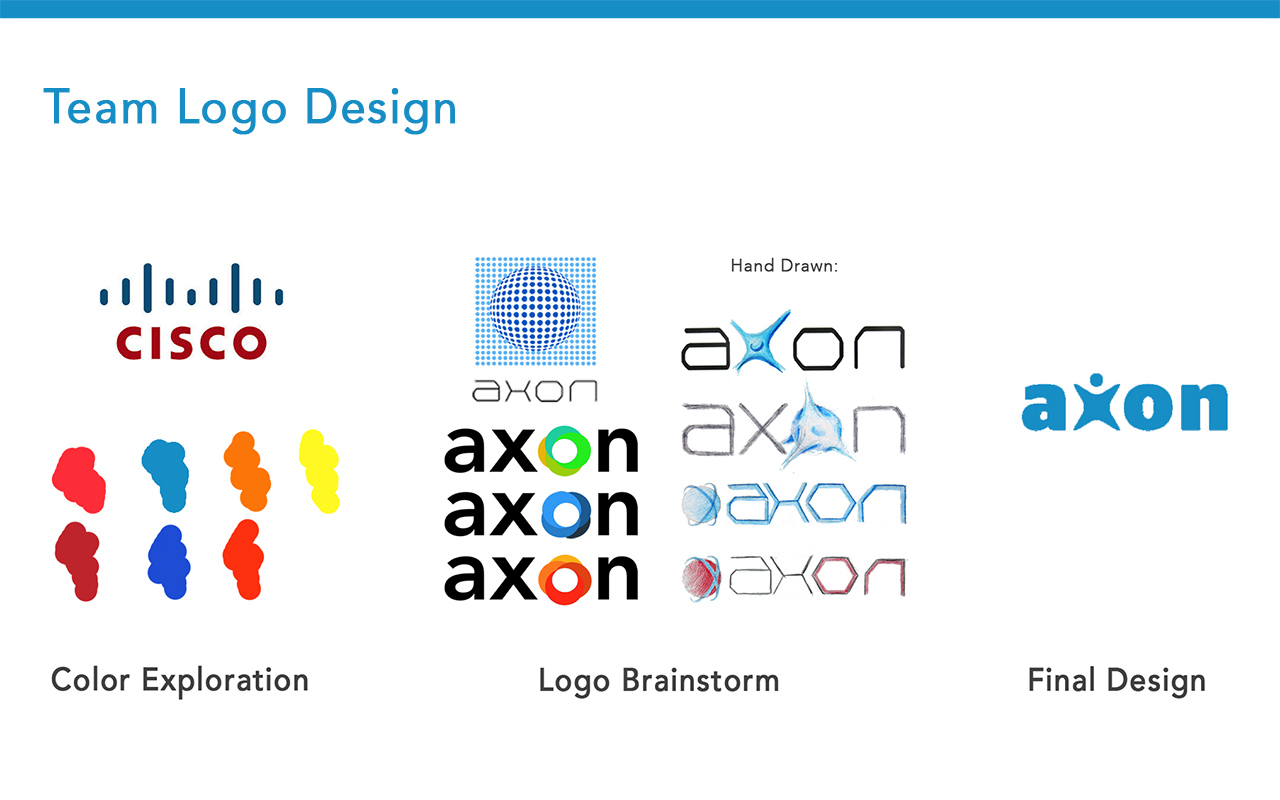 Team Logo Design
CISCO
axon
axon
axon
axon
Hand Drawn:
axon
axon
axon
axon
axon
Color Exploration
Logo Brainstorm
Final Design